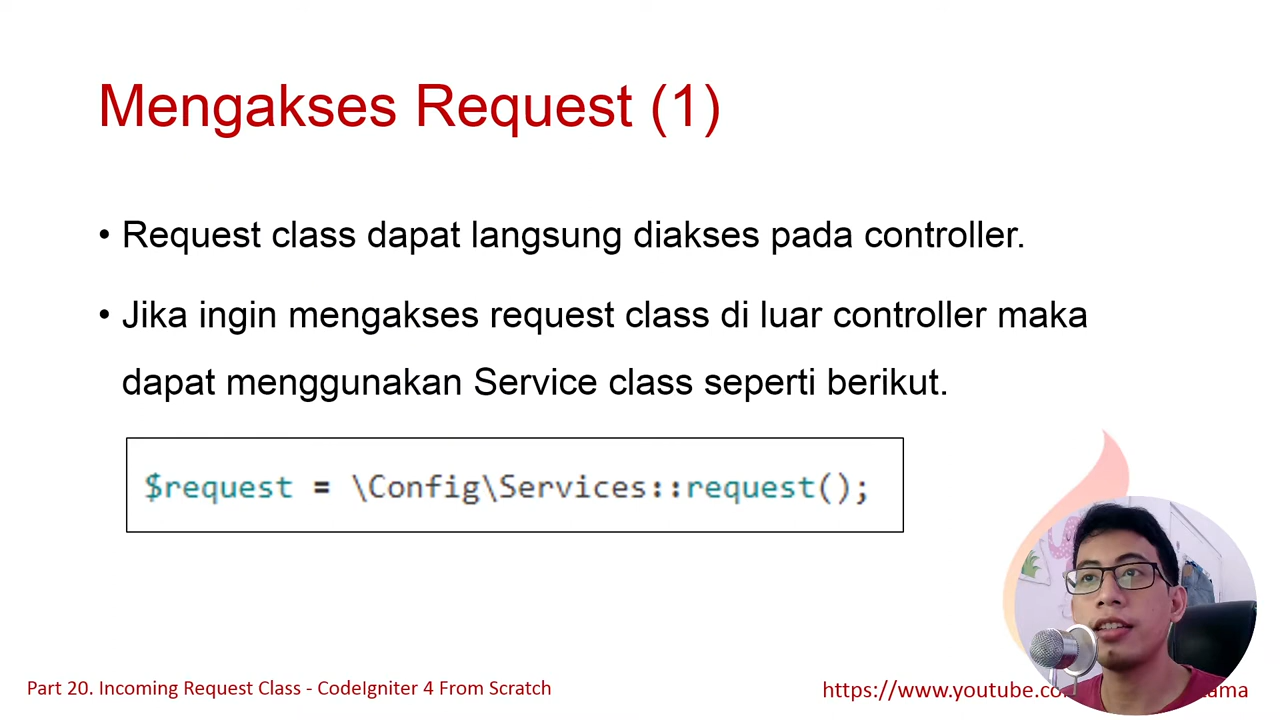 Mengakses Request (1)
• Request class dapat langsung diakses pada controller.
• Jika ingin mengakses request class di luar controller maka
dapat menggunakan Service class seperti berikut.
$request = \Config\Services::request();
Part 20. Incoming Request Class - CodeIgniter 4 From Scratch
https://www.youtube.co